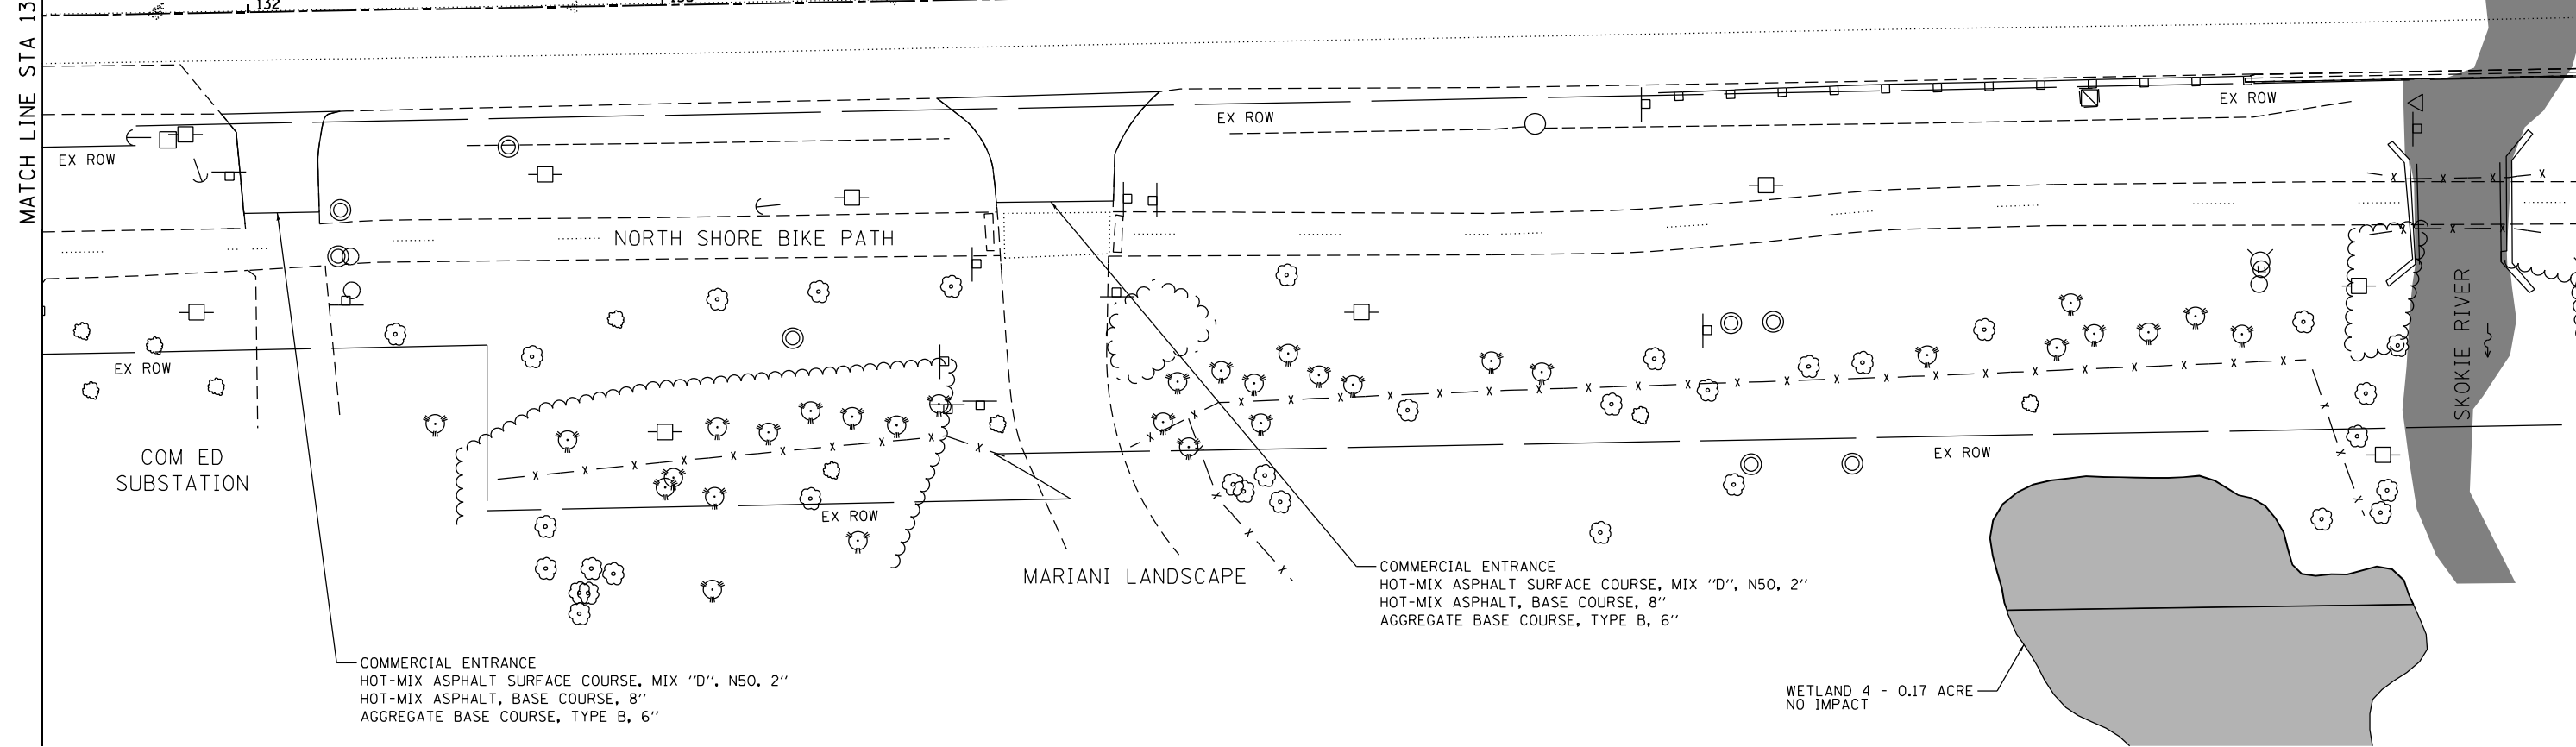 132
MATCH LINE STA 13
EX ROW
EX ROW
EX ROW
NORTH SHORE BIKE PATH
EX ROW
SKOKIE RIVER
COM ED
SUBSTATION
EX ROW
EX ROW
MARIANI LANDSCAPE
COMMERCIAL ENTRANCE
HOT-MIX ASPHALT SURFACE COURSE, MIX "D", N50, 2"
HOT-MIX ASPHALT, BASE COURSE, 8"
AGGREGATE BASE COURSE, TYPE B, 6"
COMMERCIAL ENTRANCE
HOT-MIX ASPHALT SURFACE COURSE, MIX "D", N50, 2"
HOT-MIX ASPHALT, BASE COURSE, 8"
AGGREGATE BASE COURSE, TYPE B, 6"
WETLAND 4 - 0.17 ACRE
NO IMPACT